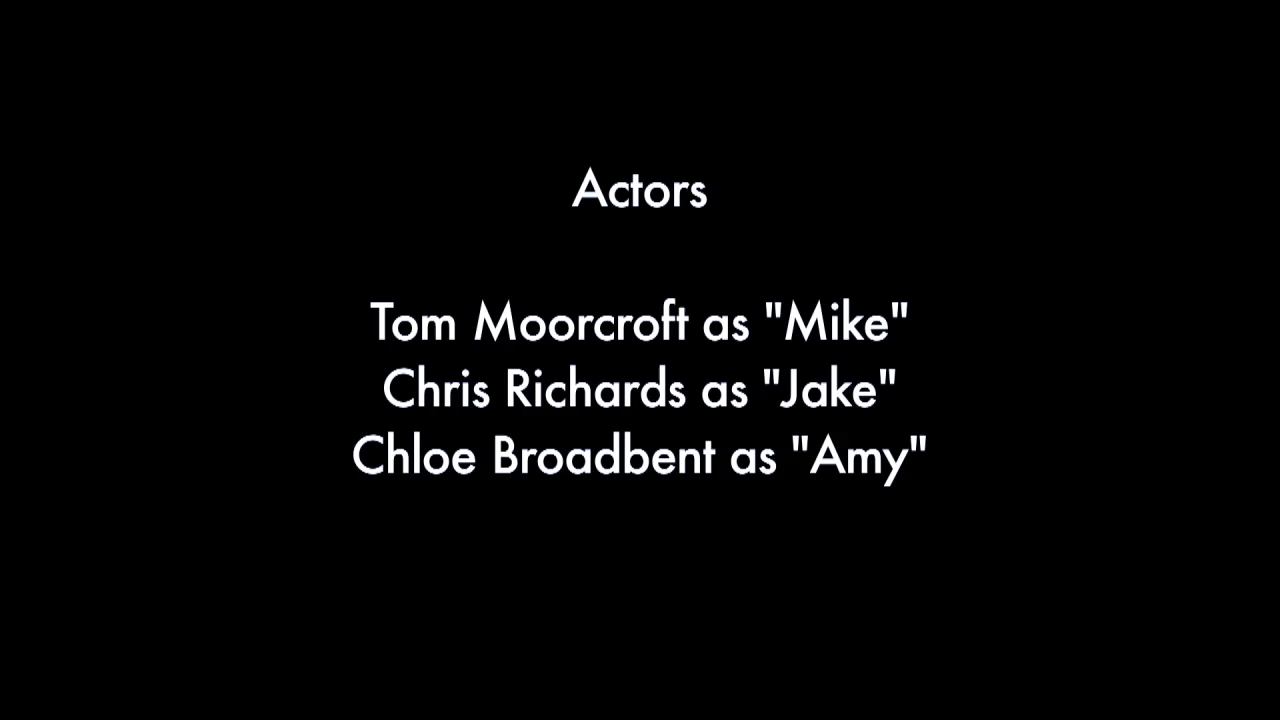 Actors
Tom Moorcroft as "Mike"
Chris Richards as "Jake"
Chloe Broadbent as "Amy"